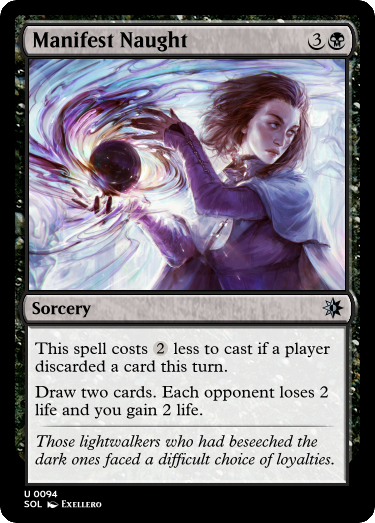 Manifest Naught 3
Sorcery
This spell costs 2 less to cast if a player
discarded a card this turn.
Draw two cards. Each opponent loses 2
life and you gain 2 life.
Those lightwalkers who had beseeched the
dark ones faced a difficult choice of loyalties.
U 0094
SOL Exellero